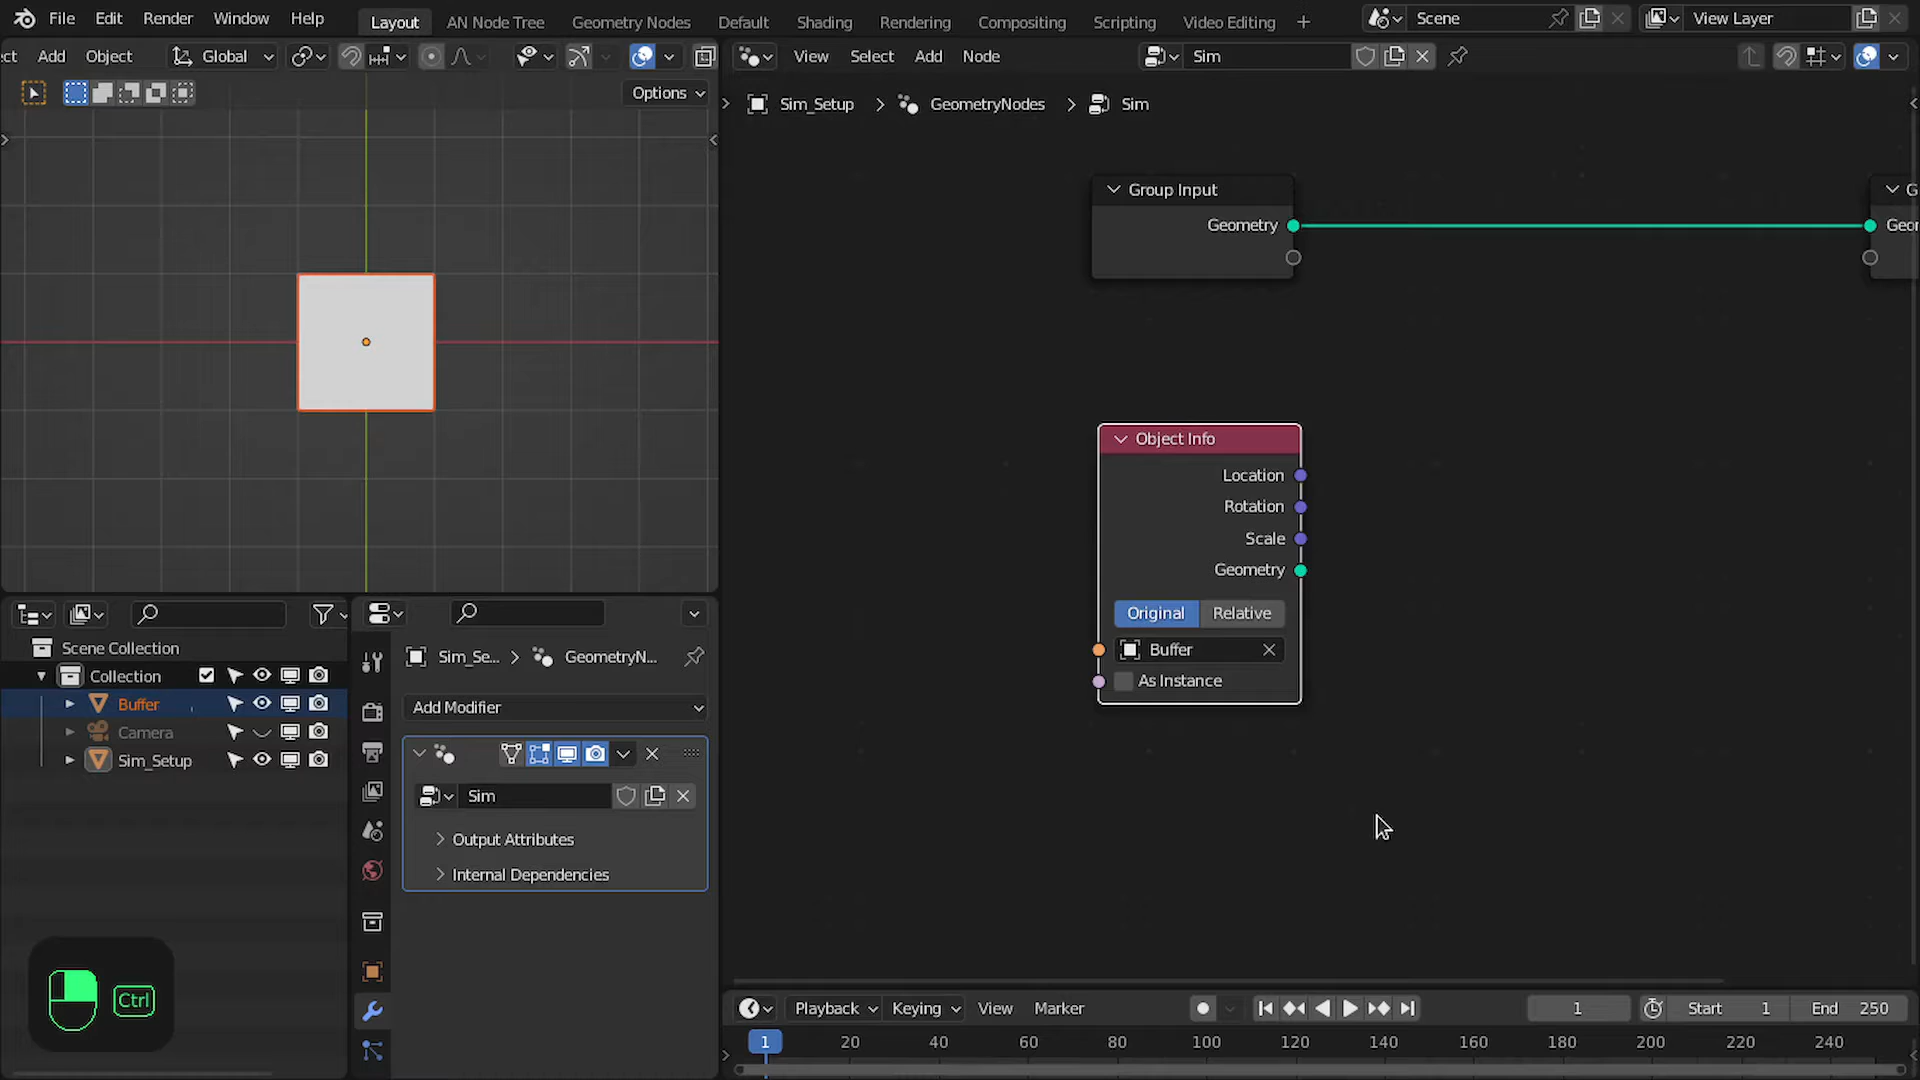 File Edit Render Window Help Layout AN Node Tree Geometry Nodes Default Shading Rendering Compositing Scripting Video Editing + Scene View Layer
ct Add Object Global
View Select Add Node Sim
Options
Sim_Setup > GeometryNodes > Sim
Group Input
Geometry
G
Geor
Object Info
Location
Rotation
Scale
Geometry
Original Relative
Buffer
As Instance
Scene Collection
Collection
Buffer
Camera
Sim_Setup
Sim_Se... > GeometryN...
Add Modifier
Sim
Output Attributes
Internal Dependencies
Ctrl
Playback Keying View Marker 1 Start 1 End 250
1 20 40 60 80 100 120 140 160 180 200 220 240